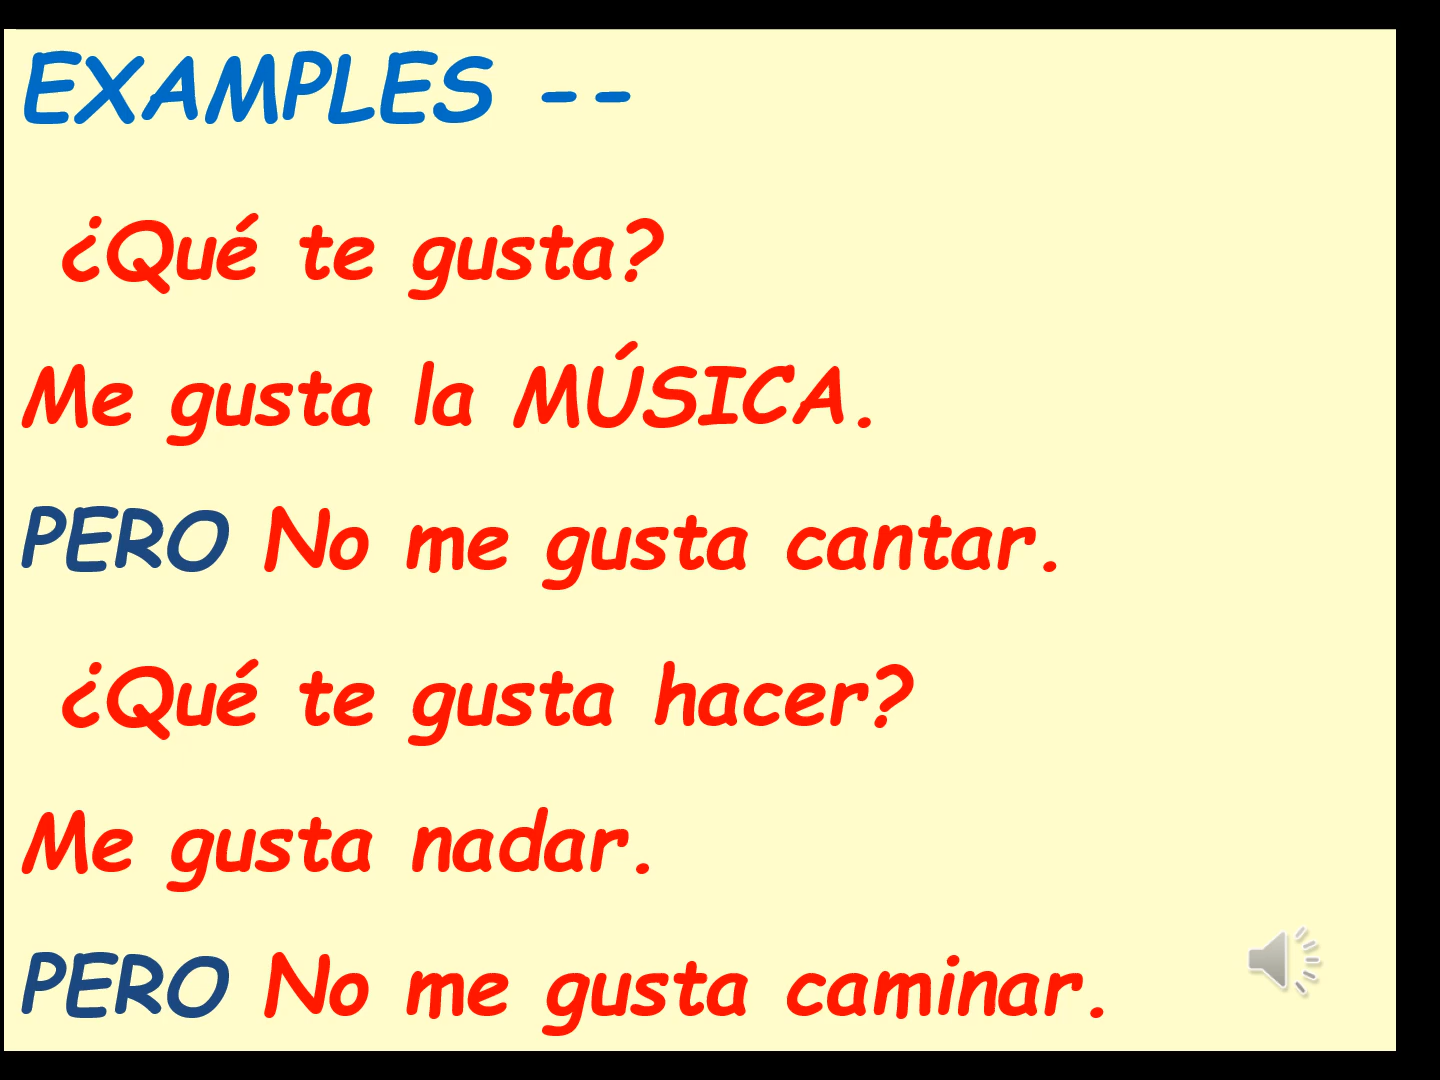 EXAMPLES --
¿Qué te gusta?
Me gusta la MÚSICA.
PERO No me gusta cantar.
¿Qué te gusta hacer?
Me gusta nadar.
PERO No me gusta caminar.